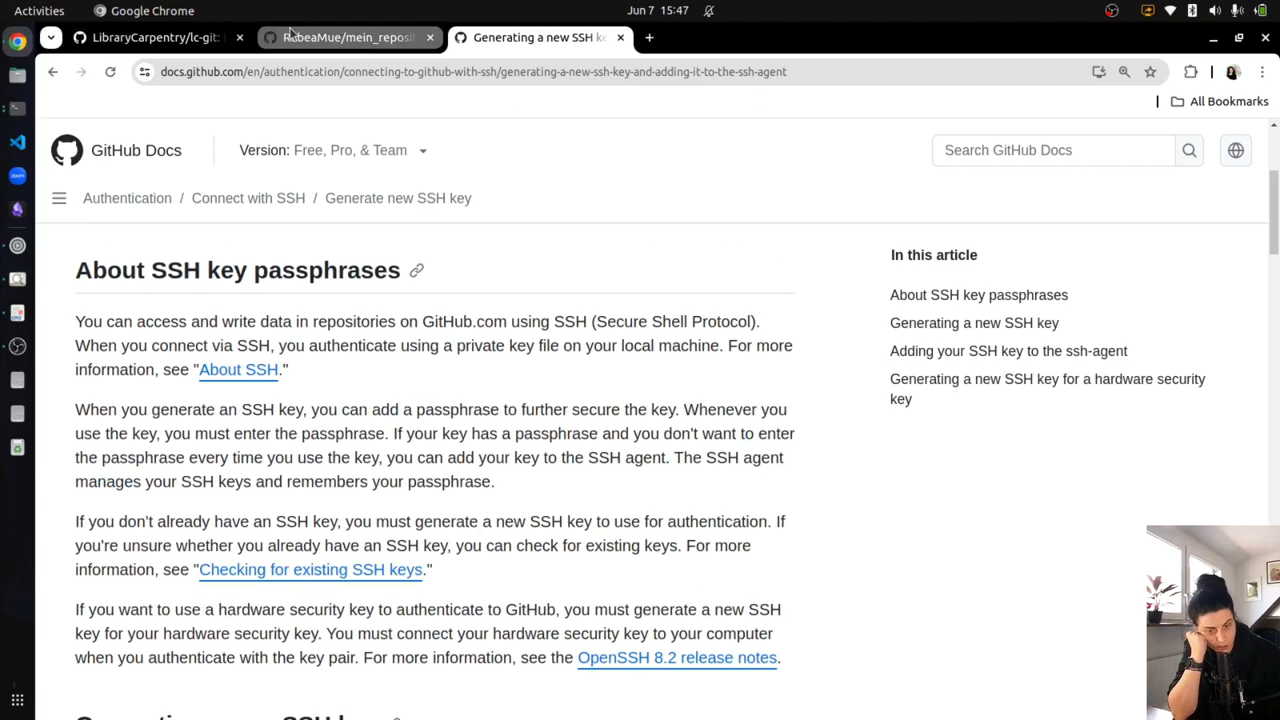 Activities
Google Chrome
Jun 7 15:47
LibraryCarpentry/lc-git:
RabeaMue/mein_reposit
Generating a new SSH ke
docs.github.com/en/authentication/connecting-to-github-with-ssh/generating-a-new-ssh-key-and-adding-it-to-the-ssh-agent
All Bookmarks
GitHub Docs
Version: Free, Pro, & Team
Search GitHub Docs
Authentication / Connect with SSH / Generate new SSH key
About SSH key passphrases
You can access and write data in repositories on GitHub.com using SSH (Secure Shell Protocol).
When you connect via SSH, you authenticate using a private key file on your local machine. For more
information, see "About SSH."
When you generate an SSH key, you can add a passphrase to further secure the key. Whenever you
use the key, you must enter the passphrase. If your key has a passphrase and you don't want to enter
the passphrase every time you use the key, you can add your key to the SSH agent. The SSH agent
manages your SSH keys and remembers your passphrase.
If you don't already have an SSH key, you must generate a new SSH key to use for authentication. If
you're unsure whether you already have an SSH key, you can check for existing keys. For more
information, see "Checking for existing SSH keys."
If you want to use a hardware security key to authenticate to GitHub, you must generate a new SSH
key for your hardware security key. You must connect your hardware security key to your computer
when you authenticate with the key pair. For more information, see the OpenSSH 8.2 release notes.
In this article
About SSH key passphrases
Generating a new SSH key
Adding your SSH key to the ssh-agent
Generating a new SSH key for a hardware security
key